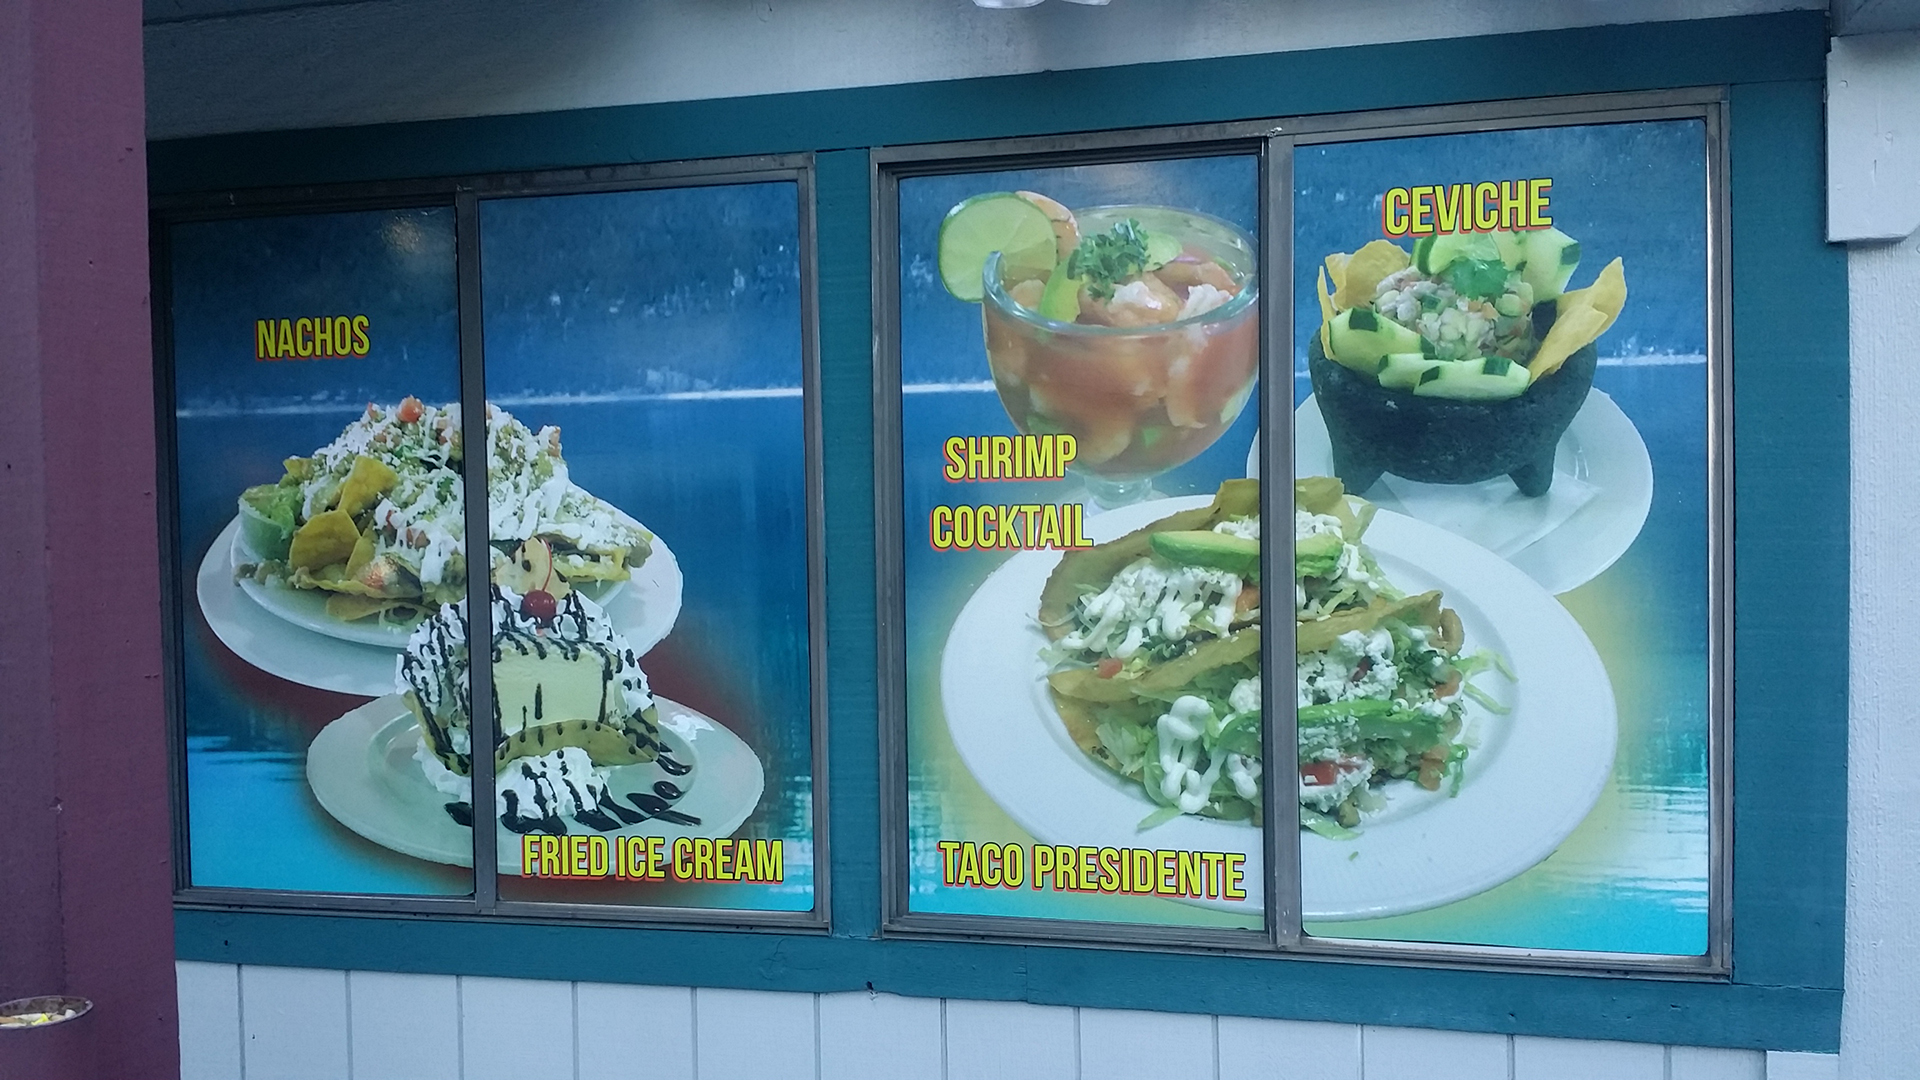 NACHOS
FRIED ICE CREAM
SHRIMP
COCKTAIL
TACO PRESIDENTE
CEVICHE